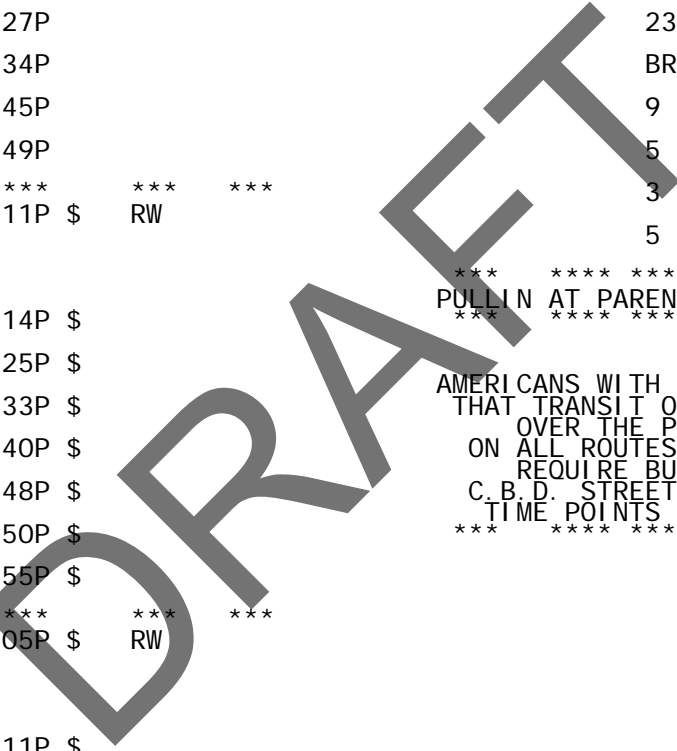 27P 23
34P BR
45P 9
49P 5
*** *** *** 3
11P $ RW
5
*** **** ***
PULLIN AT PAREN
14P $ *** **** ***
25P $
AMERICANS WITH
33P $ THAT TRANSIT O
OVER THE P
40P $ ON ALL ROUTES
REQUIRE BU
48P $ C.B.D. STREET
TIME POINTS
50P $ *** **** ***
55P $
*** *** ***
05P $ RW
11P $
DRAFT